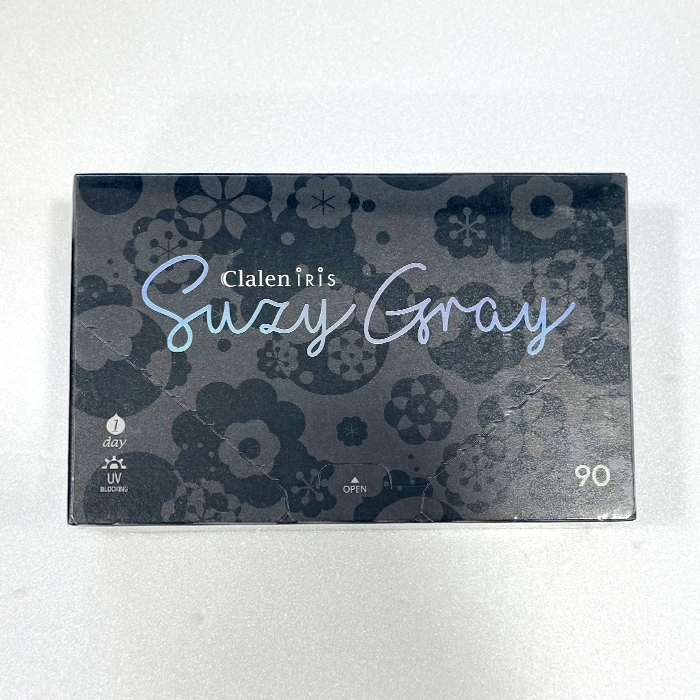 Clalen iRiS
Suzy Gray
1
day
UV
BLOCKING
OPEN
90